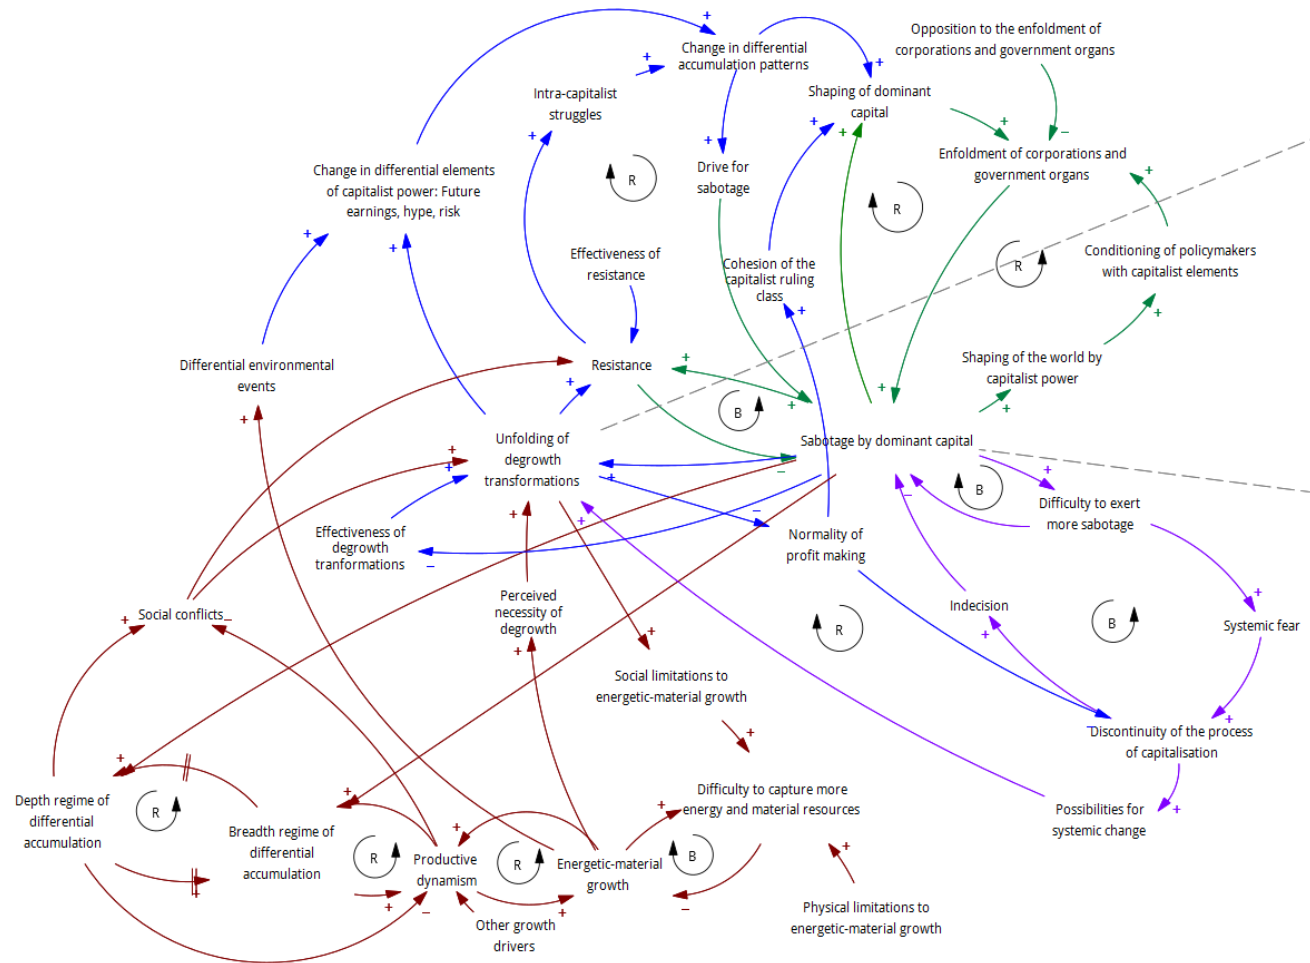 Opposition to the enfoldment of
corporations and government organs
Change in differential
accumulation patterns
Intra-capitalist
struggles
Shaping of dominant
capital
Enfoldment of corporations and
government organs
Change in differential elements
of capitalist power: Future
earnings, hype, risk
Drive for
sabotage
R
R
Effectiveness of
resistance
Cohesion of the
capitalist ruling
class
R
Conditioning of policymakers
with capitalist elements
Differential environmental
events
Resistance
Shaping of the world by
capitalist power
B
Unfolding of
degrowth
transformations
Sabotage by dominant capital
B
Difficulty to exert
more sabotage
Effectiveness of
degrowth
tranformations
Normality of
profit making
Perceived
necessity of
degrowth
Social conflicts
Indecision
R
B
Systemic fear
Social limitations to
energetic-material growth
Discontinuity of the process
of capitalisation
Depth regime of
differential
accumulation
R
Breadth regime of
differential
accumulation
R
Productive
dynamism
R
Energetic-material
growth
B
Difficulty to capture more
energy and material resources
Possibilities for
systemic change
Other growth
drivers
Physical limitations to
energetic-material growth